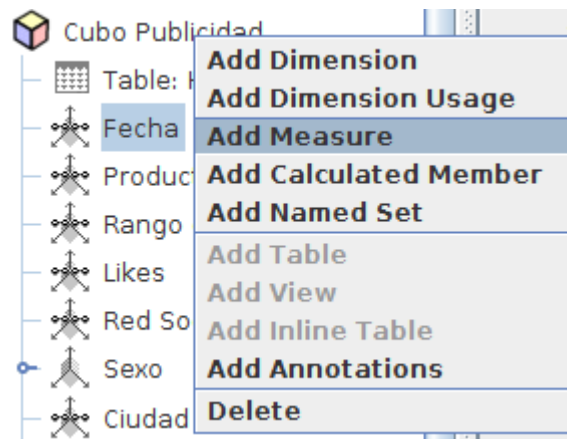 Cubo Publicidad
Table:
Fecha
Rango
Likes
Red
Sexo
Ciudad
Add Dimension
Add Dimension Usage
Add Measure
Add Calculated Member
Add Named Set
Add Table
Add View
Add Inline Table
Add Annotations
Delete